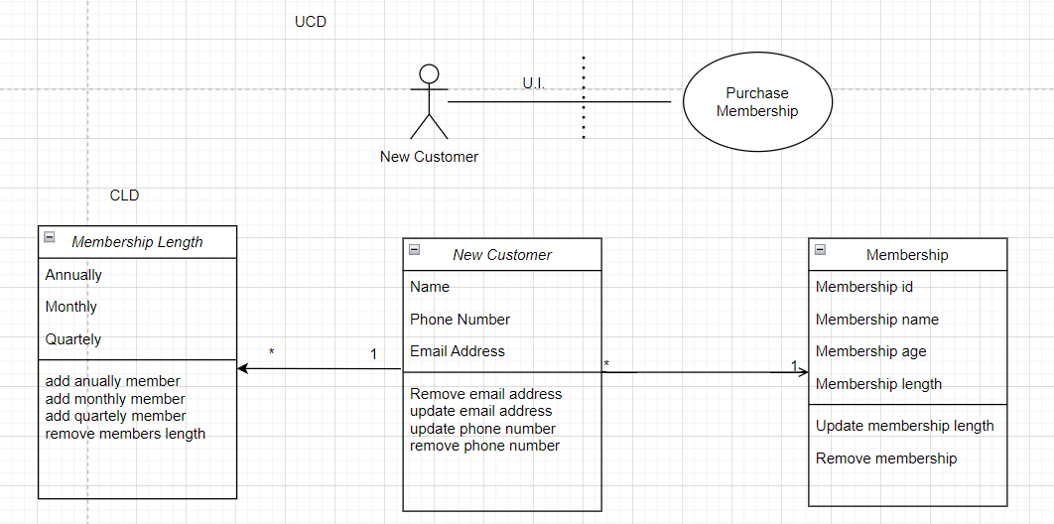 UCD
U.I.
Purchase
Membership
New Customer
CLD
Membership Length
Annually
Monthly
Quartely
add anually member
add monthly member
add quartely member
remove members length
* 1
New Customer
Name
Phone Number
Email Address
Remove email address
update email address
update phone number
remove phone number
* 1
Membership
Membership id
Membership name
Membership age
Membership length
Update membership length
Remove membership